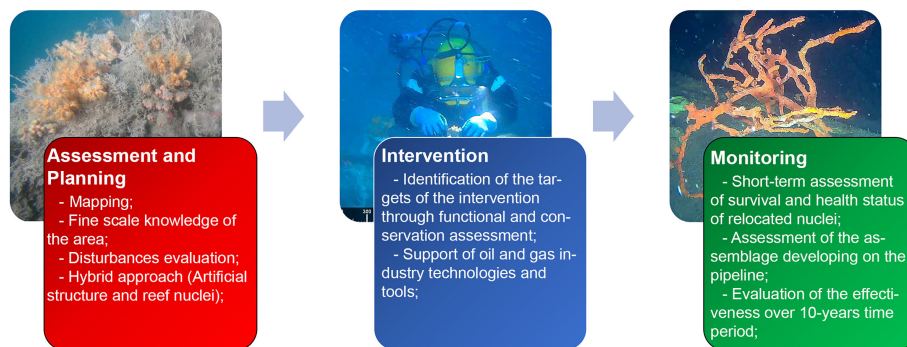 Assessment and
Planning
- Mapping;
- Fine scale knowledge of
the area;
- Disturbances evaluation;
- Hybrid approach (Artificial
structure and reef nuclei);
Intervention
- Identification of the tar-
gets of the intervention
through functional and con-
servation assessment;
- Support of oil and gas in-
dustry technologies and
tools;
Monitoring
- Short-term assessment
of survival and health status
of relocated nuclei;
- Assessment of the as-
semblage developing on the
pipeline;
- Evaluation of the effecti-
veness over 10-years time
period;